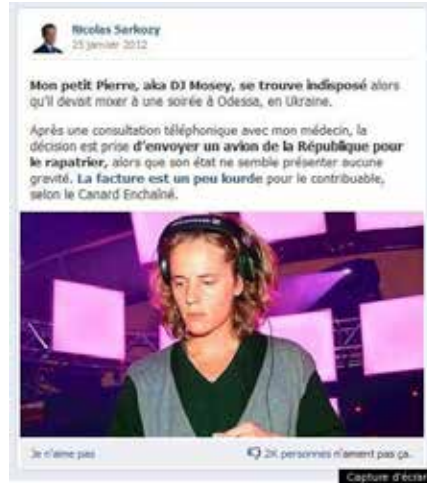 Nicolas Sarkozy
25 janvier 2012
Mon petit Pierre, aka DJ Mosey, se trouve indisposé alors
qu'il devait mixer à une soirée à Odessa, en Ukraine.
Après une consultation téléphonique avec mon médecin, la
décision est prise d'envoyer un avion de la République pour
le rapatrier, alors que son état ne semble présenter aucune
gravité. La facture est un peu lourde pour le contribuable,
selon le Canard Enchaîné.
Je n'aime pas
2K personnes n'aiment pas ça.
Capture d'écran